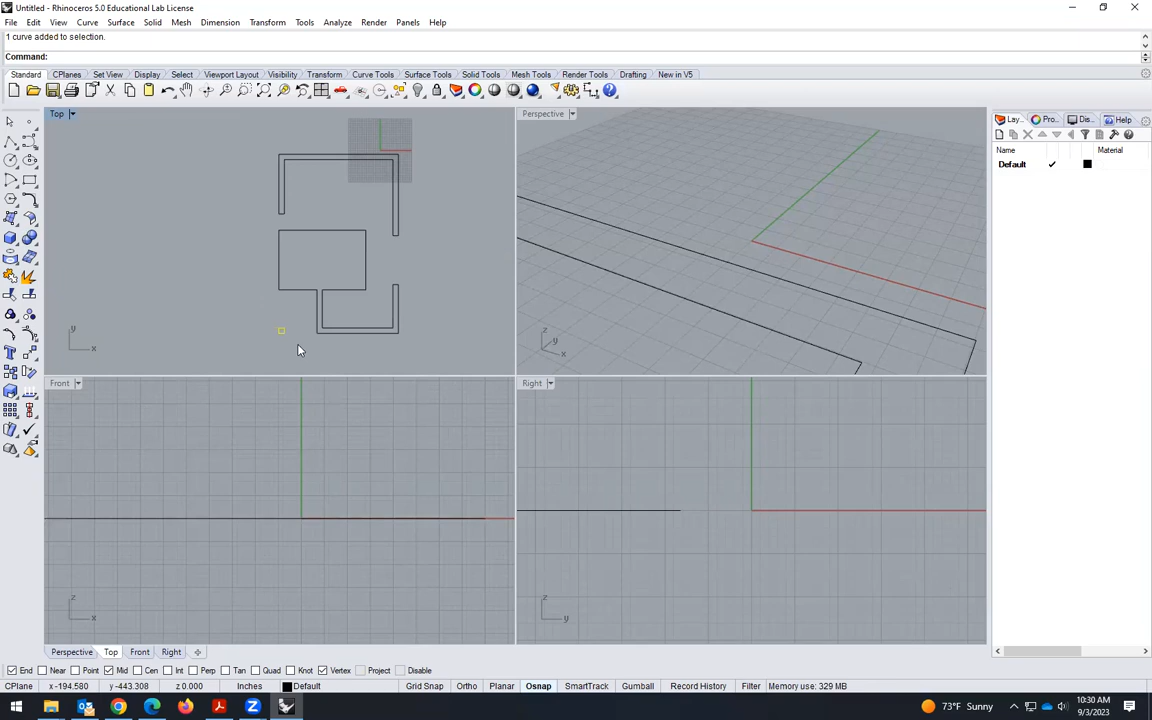 Untitled - Rhinoceros 5.0 Educational Lab License
File Edit View Curve Surface Solid Mesh Dimension Transform Tools Analyze Render Panels Help
1 curve added to selection.
Command:
Standard CPlanes Set View Display Select Viewport Layout Visibility Transform Curve Tools Surface Tools Solid Tools Mesh Tools Render Tools Drafting New in V5
Top
Perspective
Lay... Pro... Dis... Help
Name Material
Default
y
x
z
y
x
Front
Right
z
x
z
y
Perspective Top Front Right
End Near Point Mid Cen Int Perp Tan Quad Knot Vertex Project Disable
CPlane x -194.580 y -443.308 z 0.000 Inches Default Grid Snap Ortho Planar Osnap SmartTrack Gumball Record History Filter Memory use: 329 MB
73°F Sunny
10:30 AM
9/3/2023